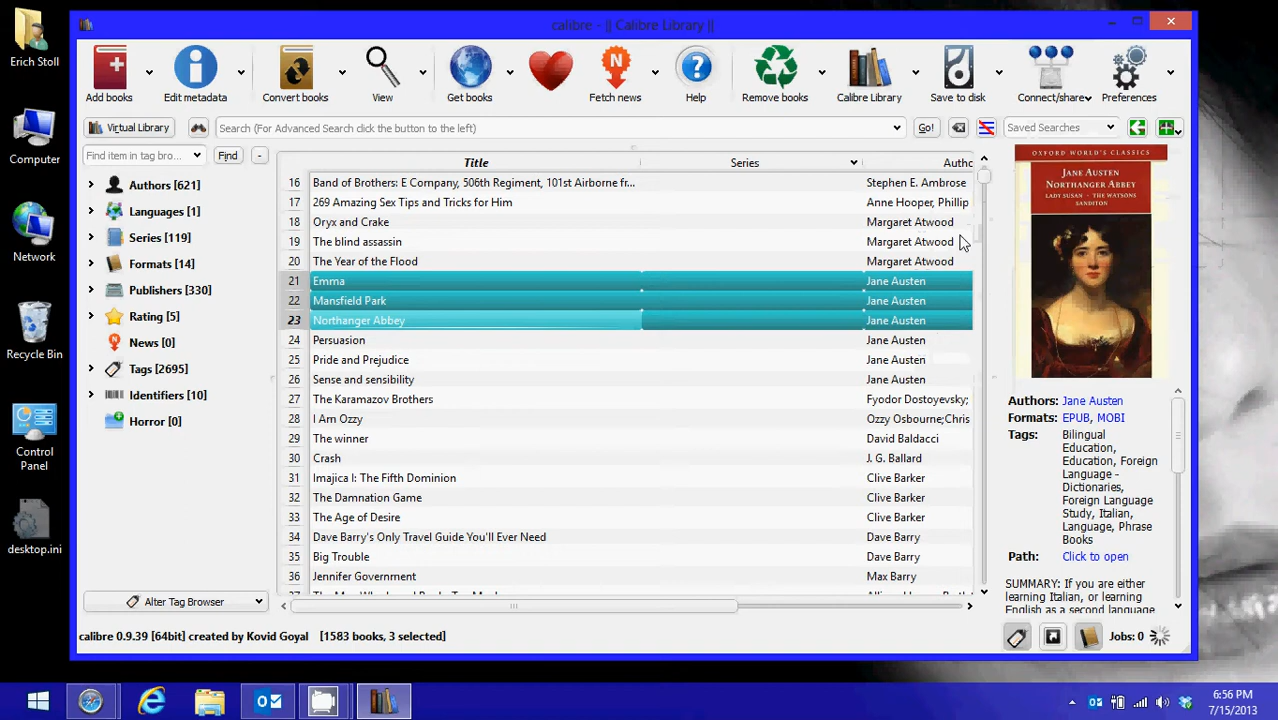 Erich Stoll
Computer
Network
Recycle Bin
Control
Panel
desktop.ini
calibre - || Calibre Library ||
Add books
Edit metadata
Convert books
View
Get books
Fetch news
Help
Remove books
Calibre Library
Save to disk
Connect/share
Preferences
Virtual Library
Search (For Advanced Search click the button to the left)
Go!
Saved Searches
Find item in tag bro...
Find
-
Authors [621]
Languages [1]
Series [119]
Formats [14]
Publishers [330]
Rating [5]
News [0]
Tags [2695]
Identifiers [10]
Horror [0]
Alter Tag Browser
Title Series Autho
16 Band of Brothers: E Company, 506th Regiment, 101st Airborne fr... Stephen E. Ambrose
17 269 Amazing Sex Tips and Tricks for Him Anne Hooper, Phillip
18 Oryx and Crake Margaret Atwood
19 The blind assassin Margaret Atwood
20 The Year of the Flood Margaret Atwood
21 Emma Jane Austen
22 Mansfield Park Jane Austen
23 Northanger Abbey Jane Austen
24 Persuasion Jane Austen
25 Pride and Prejudice Jane Austen
26 Sense and sensibility Jane Austen
27 The Karamazov Brothers Fyodor Dostoyevsky;
28 I Am Ozzy Ozzy Osbourne;Chris
29 The winner David Baldacci
30 Crash J. G. Ballard
31 Imajica I: The Fifth Dominion Clive Barker
32 The Damnation Game Clive Barker
33 The Age of Desire Clive Barker
34 Dave Barry's Only Travel Guide You'll Ever Need Dave Barry
35 Big Trouble Dave Barry
36 Jennifer Government Max Barry
OXFORD WORLD'S CLASSICS
JANE AUSTEN
NORTHANGER ABBEY
LADY SUSAN · THE WATSONS
SANDITON
Authors: Jane Austen
Formats: EPUB, MOBI
Tags: Bilingual
Education,
Education, Foreign
Language -
Dictionaries,
Foreign Language
Study, Italian,
Language, Phrase
Books
Path: Click to open
SUMMARY: If you are either
learning Italian, or learning
English as a second language
calibre 0.9.39 [64bit] created by Kovid Goyal [1583 books, 3 selected]
Jobs: 0
6:56 PM
7/15/2013